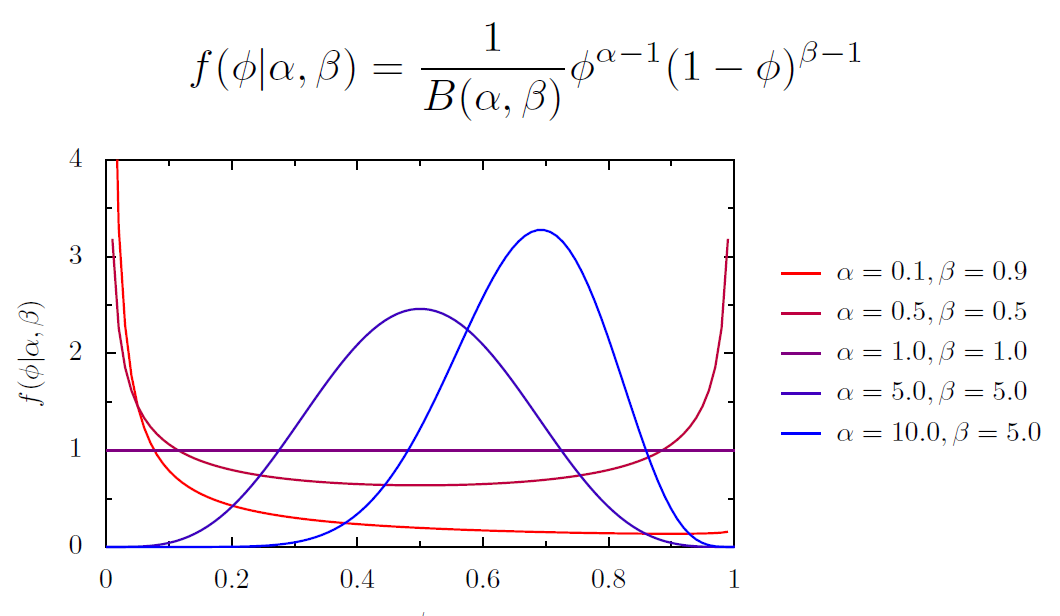 f(ϕ|α, β) = 1/B(α, β) ϕ^{α−1}(1 − ϕ)^{β−1}
4
3
2
1
0
f(ϕ|α, β)
0 0.2 0.4 0.6 0.8 1
α = 0.1, β = 0.9
α = 0.5, β = 0.5
α = 1.0, β = 1.0
α = 5.0, β = 5.0
α = 10.0, β = 5.0